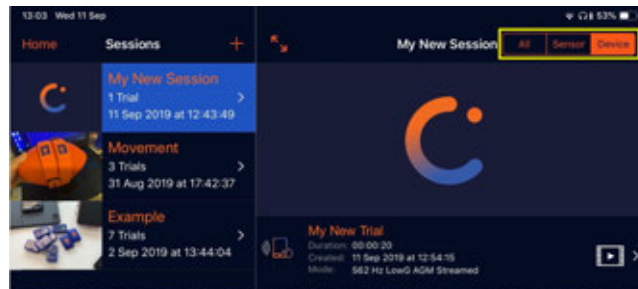 13:03 Wed 11 Sep
53%
Home
Sessions
+
My New Session
All
Sensor
Device
My New Session
1 Trial
11 Sep 2019 at 12:43:49
Movement
3 Trials
31 Aug 2019 at 17:42:37
Example
7 Trials
2 Sep 2019 at 13:44:04
My New Trial
Duration: 00:00:20
Created: 11 Sep 2019 at 12:54:15
Mode: 562 Hz LowG AGM Streamed